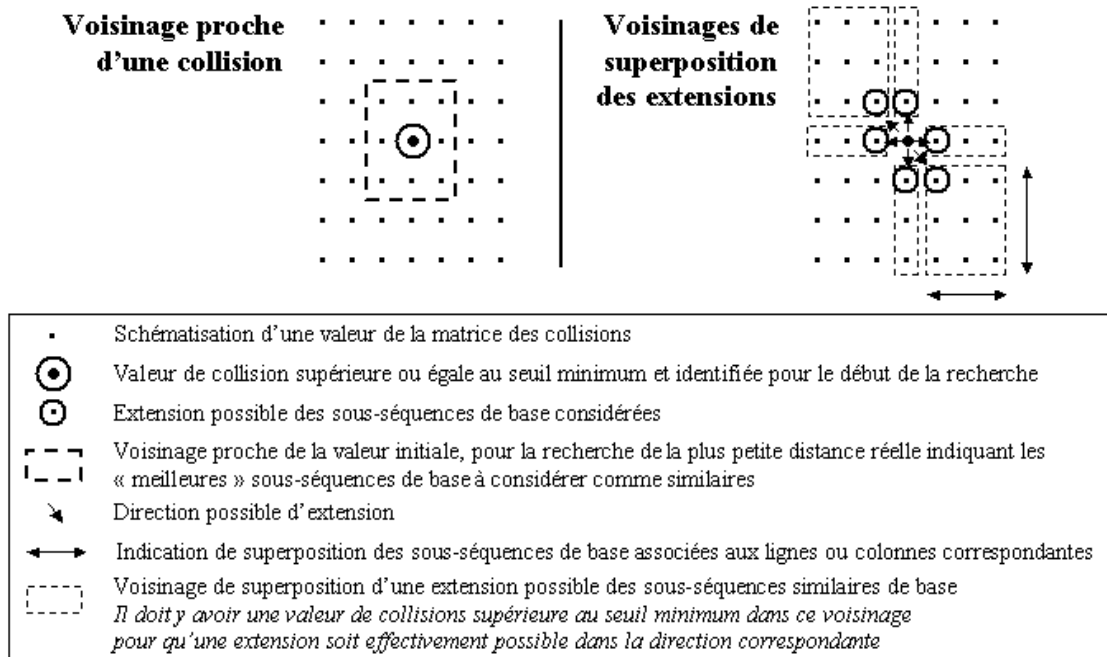 Voisinage proche
d'une collision
Voisinages de
superposition
des extensions
Schématisation d'une valeur de la matrice des collisions
Valeur de collision supérieure ou égale au seuil minimum et identifiée pour le début de la recherche
Extension possible des sous-séquences de base considérées
Voisinage proche de la valeur initiale, pour la recherche de la plus petite distance réelle indiquant les
« meilleures » sous-séquences de base à considérer comme similaires
Direction possible d'extension
Indication de superposition des sous-séquences de base associées aux lignes ou colonnes correspondantes
Voisinage de superposition d'une extension possible des sous-séquences similaires de base
Il doit y avoir une valeur de collisions supérieure au seuil minimum dans ce voisinage
pour qu'une extension soit effectivement possible dans la direction correspondante